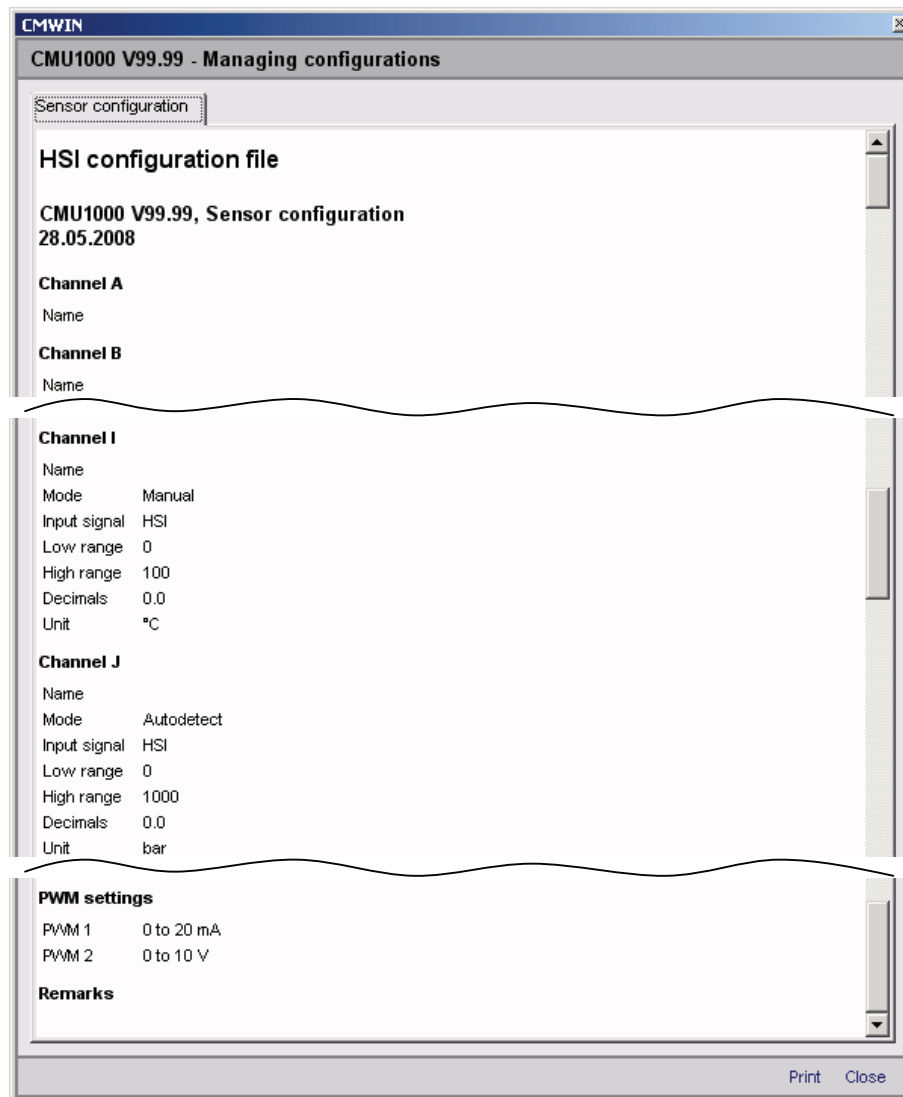 CMWIN
CMU1000 V99.99 - Managing configurations
Sensor configuration
HSI configuration file
CMU1000 V99.99, Sensor configuration
28.05.2008
Channel A
Name
Channel B
Name
Channel I
Name
Mode Manual
Input signal HSI
Low range 0
High range 100
Decimals 0.0
Unit °C
Channel J
Name
Mode Autodetect
Input signal HSI
Low range 0
High range 1000
Decimals 0.0
Unit bar
PWM settings
PWM 1 0 to 20 mA
PWM 2 0 to 10 V
Remarks
Print Close